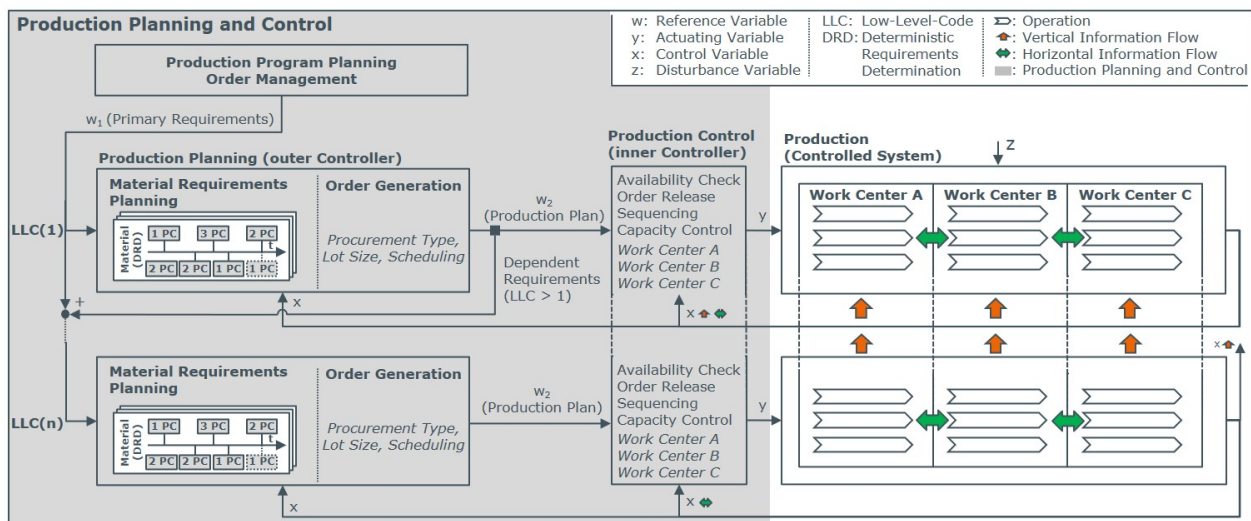 Production Planning and Control
w: Reference Variable
y: Actuating Variable
x: Control Variable
z: Disturbance Variable
LLC: Low-Level-Code
DRD: Deterministic
Requirements
Determination
: Operation
: Vertical Information Flow
: Horizontal Information Flow
: Production Planning and Control
Production Program Planning
Order Management
w1 (Primary Requirements)
Production Planning (outer Controller)
Production Control
(inner Controller)
Production
(Controlled System)
Z
LLC(1)
Material Requirements
Planning
Material
(DRD)
1 PC
3 PC
2 PC
t
2 PC
2 PC
1 PC
1 PC
Order Generation
Procurement Type,
Lot Size, Scheduling
w2
(Production Plan)
Dependent
Requirements
(LLC > 1)
Availability Check
Order Release
Sequencing
Capacity Control
Work Center A
Work Center B
Work Center C
y
Work Center A
Work Center B
Work Center C
+
x
x
x
LLC(n)
Material Requirements
Planning
Material
(DRD)
1 PC
3 PC
2 PC
t
2 PC
2 PC
1 PC
1 PC
Order Generation
Procurement Type,
Lot Size, Scheduling
w2
(Production Plan)
Availability Check
Order Release
Sequencing
Capacity Control
Work Center A
Work Center B
Work Center C
y
x
x